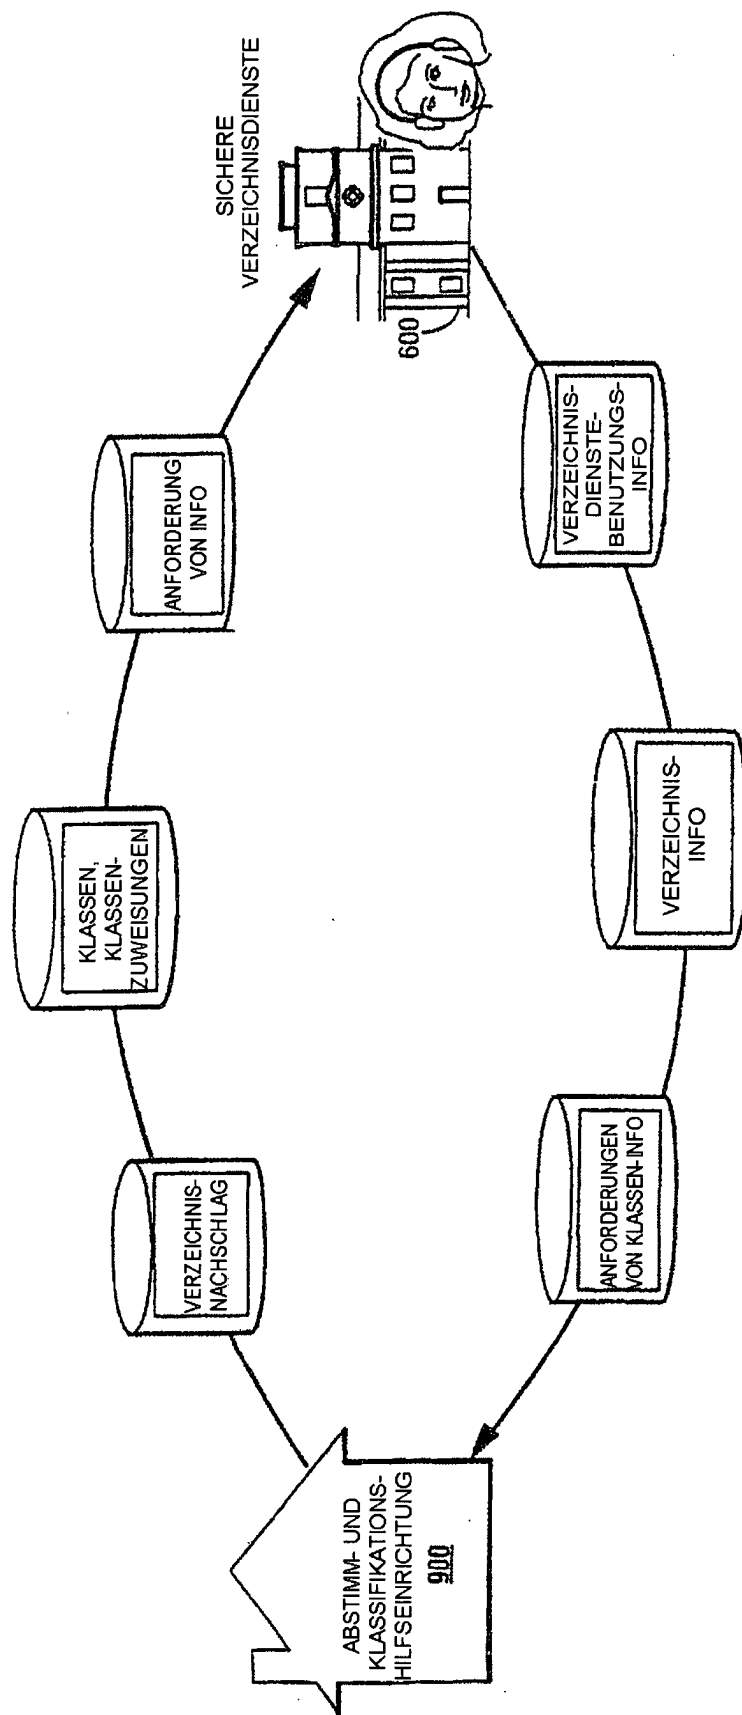 SICHERE
VERZEICHNISDIENSTE
600
ANFORDERUNG
VON INFO
KLASSEN,
KLASSEN-
ZUWEISUNGEN
VERZEICHNIS-
NACHSCHLAG
ABSTIMM- UND
KLASSIFIKATIONS-
HILFSEINRICHTUNG
900
ANFORDERUNGEN
VON KLASSEN-INFO
VERZEICHNIS-
INFO
VERZEICHNIS-
DIENSTE-
BENUTZUNGS-
INFO